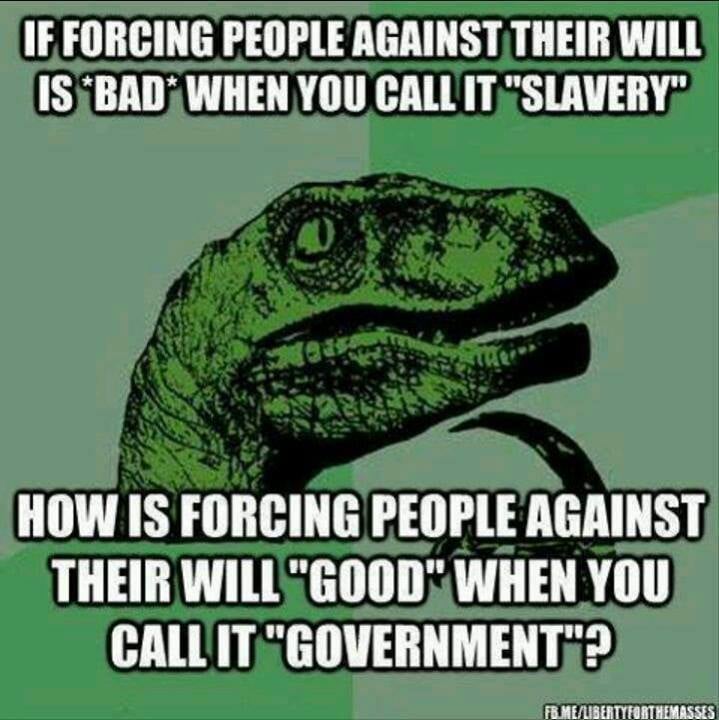 IF FORCING PEOPLE AGAINST THEIR WILL
IS *BAD* WHEN YOU CALL IT "SLAVERY"
HOW IS FORCING PEOPLE AGAINST
THEIR WILL "GOOD" WHEN YOU
CALL IT "GOVERNMENT"?
FB.ME/LIBERTYFORTHEMASSES